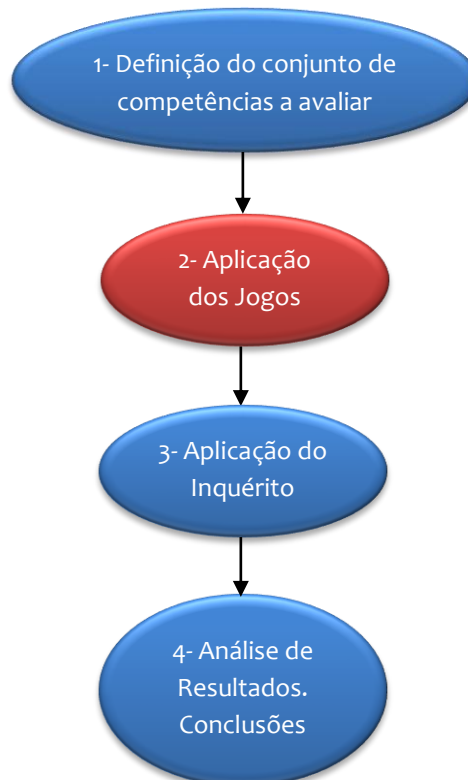 1- Definição do conjunto de
competências a avaliar
2- Aplicação
dos Jogos
3- Aplicação do
Inquérito
4- Análise de
Resultados.
Conclusões